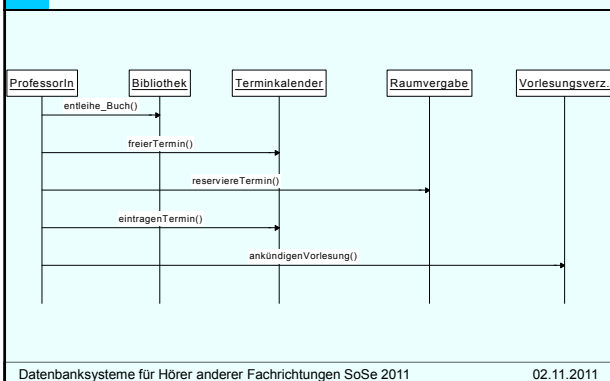 ProfessorIn Bibliothek Terminkalender Raumvergabe Vorlesungsverz.
entleihe_Buch()
freierTermin()
reserviereTermin()
eintragenTermin()
ankündigenVorlesung()
Datenbanksysteme für Hörer anderer Fachrichtungen SoSe 2011 02.11.2011